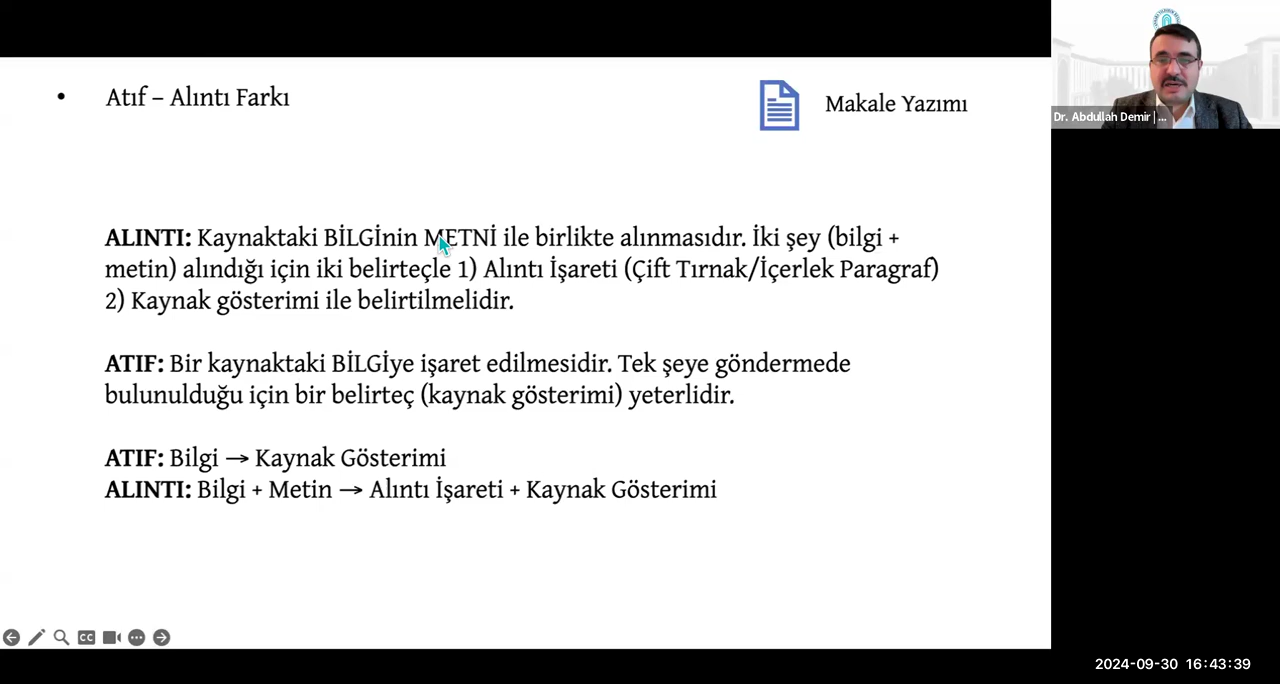 • Atıf – Alıntı Farkı
Makale Yazımı
Dr. Abdullah Demir | ...
ALINTI: Kaynaktaki BİLGİnin METNİ ile birlikte alınmasıdır. İki şey (bilgi +
metin) alındığı için iki belirteçle 1) Alıntı İşareti (Çift Tırnak/İçerlek Paragraf)
2) Kaynak gösterimi ile belirtilmelidir.
ATIF: Bir kaynaktaki BİLGİye işaret edilmesidir. Tek şeye göndermede
bulunulduğu için bir belirteç (kaynak gösterimi) yeterlidir.
ATIF: Bilgi → Kaynak Gösterimi
ALINTI: Bilgi + Metin → Alıntı İşareti + Kaynak Gösterimi
CC
2024-09-30 16:43:39